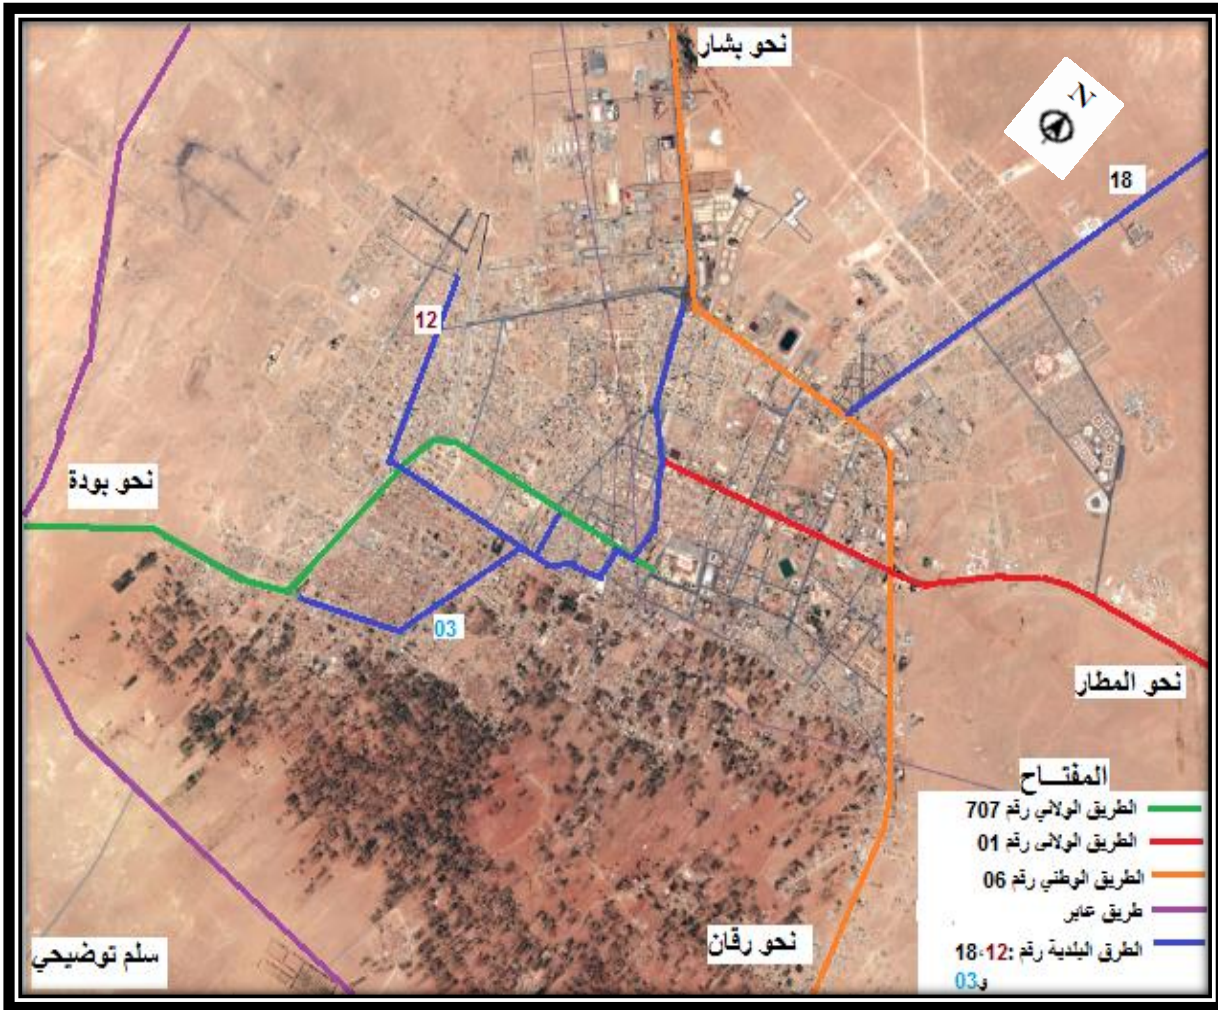 نحو بشار
N
18
12
نحو بودة
03
نحو المطار
المفتـــاح
الطريق الولائي رقم 707
الطريق الولائي رقم 01
الطريق الوطني رقم 06
طريق عابر
الطرق البلدية رقم :12،18
و03
نحو رقان
سلم توضيحي